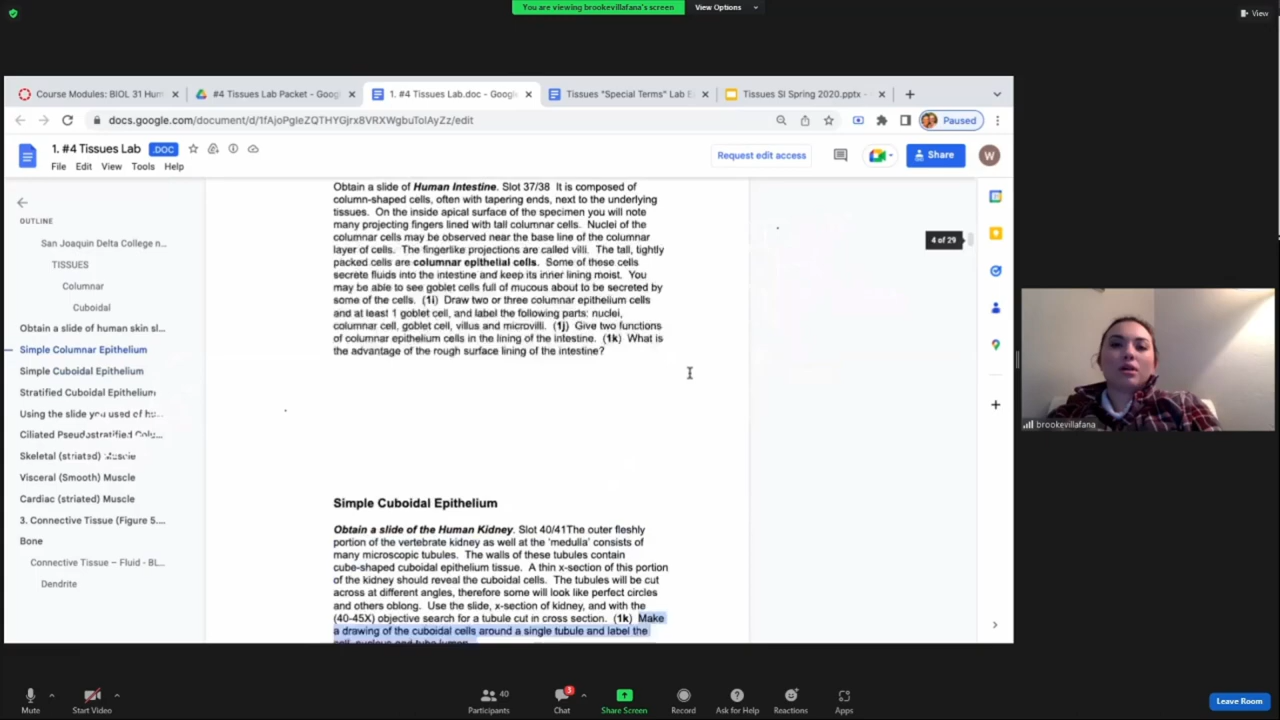 You are viewing brookevillafana's screen
View Options
View
Course Modules: BIOL 31 Hum
#4 Tissues Lab Packet - Goog
1. #4 Tissues Lab.doc - Goog
Tissues "Special Terms" Lab E
Tissues SI Spring 2020.pptx -
docs.google.com/document/d/1fAjoPgleZQTHYGjrx8VRXWgbuTolAyZz/edit
Paused
1. #4 Tissues Lab
.DOC
File Edit View Tools Help
Request edit access
Share
W
OUTLINE
San Joaquin Delta College n...
TISSUES
Columnar
Cuboidal
Obtain a slide of human skin sl...
Simple Columnar Epithelium
Simple Cuboidal Epithelium
Stratified Cuboidal Epithelium
Using the slide you used of hu...
Ciliated Pseudostratified Colu...
Skeletal (striated) Muscle
Visceral (Smooth) Muscle
Cardiac (striated) Muscle
3. Connective Tissue (Figure 5....
Bone
Connective Tissue – Fluid - BL...
Dendrite
Obtain a slide of Human Intestine. Slot 37/38 It is composed of
column-shaped cells, often with tapering ends, next to the underlying
tissues. On the inside apical surface of the specimen you will note
many projecting fingers lined with tall columnar cells. Nuclei of the
columnar cells may be observed near the base line of the columnar
layer of cells. The fingerlike projections are called villi. The tall, tightly
packed cells are columnar epithelial cells. Some of these cells
secrete fluids into the intestine and keep its inner lining moist. You
may be able to see goblet cells full of mucous about to be secreted by
some of the cells. (1i) Draw two or three columnar epithelium cells
and at least 1 goblet cell, and label the following parts: nuclei,
columnar cell, goblet cell, villus and microvilli. (1j) Give two functions
of columnar epithelium cells in the lining of the intestine. (1k) What is
the advantage of the rough surface lining of the intestine?
4 of 29
Simple Cuboidal Epithelium
Obtain a slide of the Human Kidney. Slot 40/41The outer fleshly
portion of the vertebrate kidney as well at the 'medulla' consists of
many microscopic tubules. The walls of these tubules contain
cube-shaped cuboidal epithelium tissue. A thin x-section of this portion
of the kidney should reveal the cuboidal cells. The tubules will be cut
across at different angles, therefore some will look like perfect circles
and others oblong. Use the slide, x-section of kidney, and with the
(40-45X) objective search for a tubule cut in cross section. (1k) Make
a drawing of the cuboidal cells around a single tubule and label the
brookevillafana
Mute
Start Video
40
Participants
3
Chat
Share Screen
Record
Ask for Help
Reactions
Apps
Leave Room